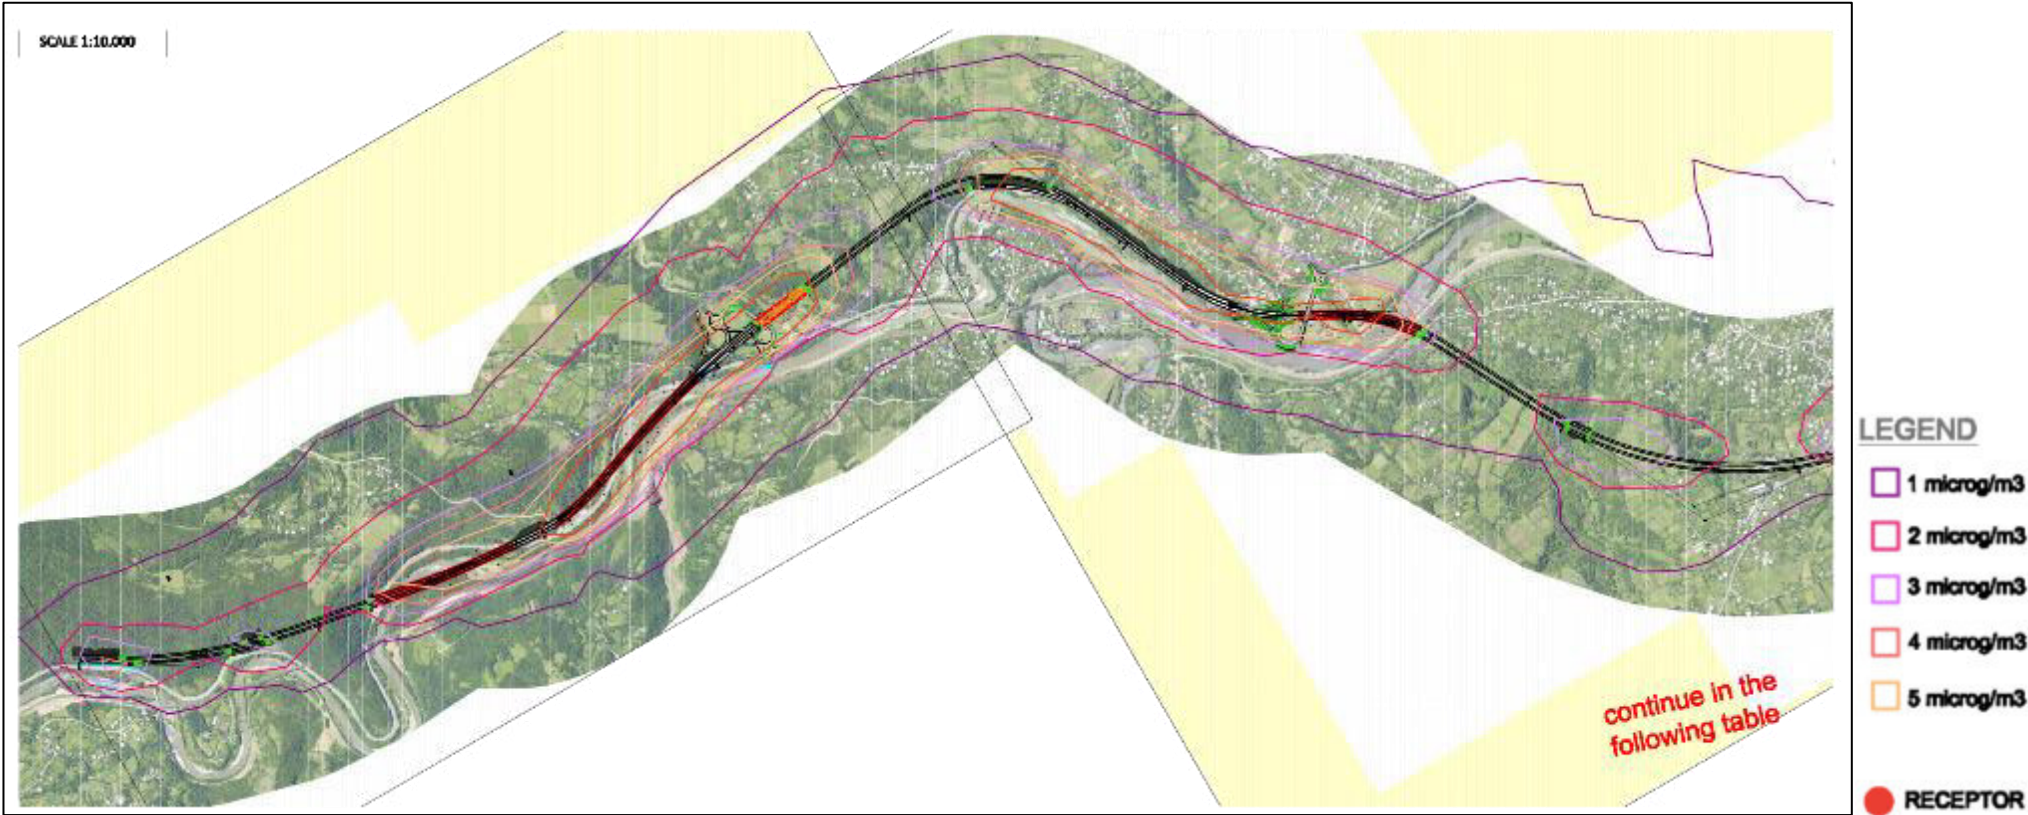 SCALE 1:10.000
LEGEND
1 microg/m3
2 microg/m3
3 microg/m3
4 microg/m3
5 microg/m3
continue in the
following table
RECEPTOR